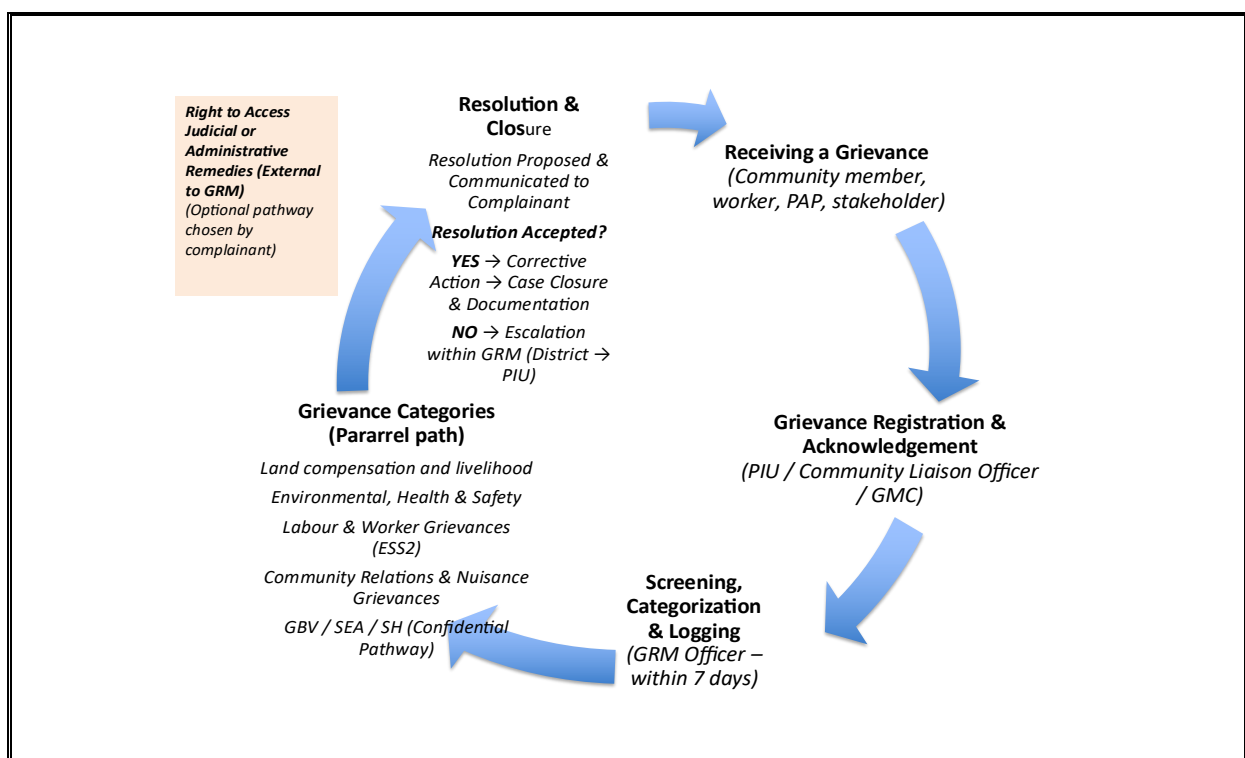 Right to Access
Judicial or
Administrative
Remedies (External
to GRM)
(Optional pathway
chosen by
complainant)
Resolution &
Closure
Resolution Proposed &
Communicated to
Complainant
Resolution Accepted?
YES → Corrective
Action → Case Closure
& Documentation
NO → Escalation
within GRM (District →
PIU)
Receiving a Grievance
(Community member,
worker, PAP, stakeholder)
Grievance Registration &
Acknowledgement
(PIU / Community Liaison Officer
/ GMC)
Screening,
Categorization
& Logging
(GRM Officer –
within 7 days)
Grievance Categories
(Pararrel path)
Land compensation and livelihood
Environmental, Health & Safety
Labour & Worker Grievances
(ESS2)
Community Relations & Nuisance
Grievances
GBV / SEA / SH (Confidential
Pathway)